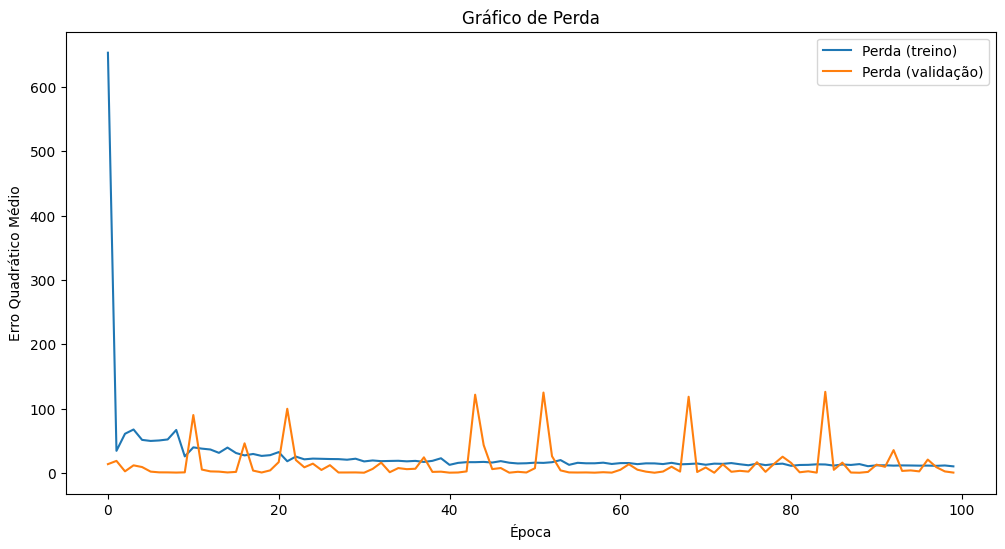 Gráfico de Perda
Perda (treino)
Perda (validação)
Erro Quadrático Médio
600
500
400
300
200
100
0
0
20
40
60
80
100
Época